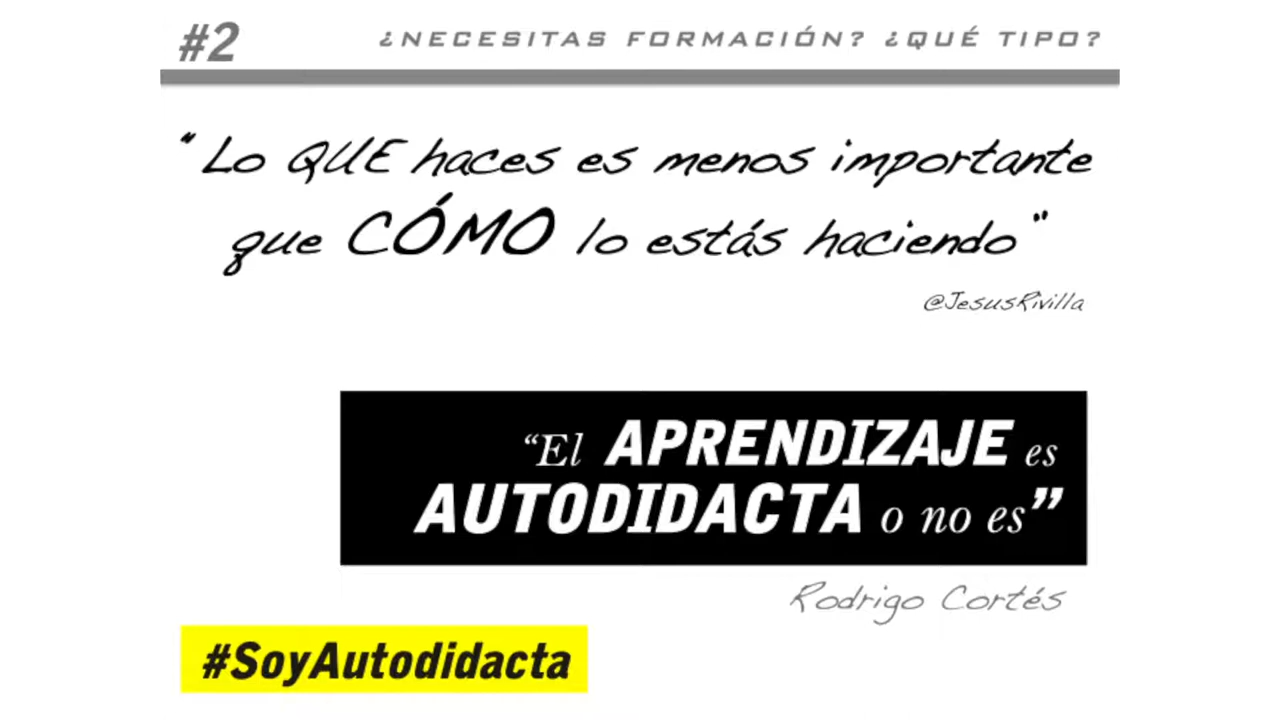 #2
¿NECESITAS FORMACIÓN? ¿QUÉ TIPO?
"Lo QUE haces es menos importante
que CÓMO lo estás haciendo"
@JesusRivilla
“El APRENDIZAJE es
AUTODIDACTA o no es”
Rodrigo Cortés
#SoyAutodidacta